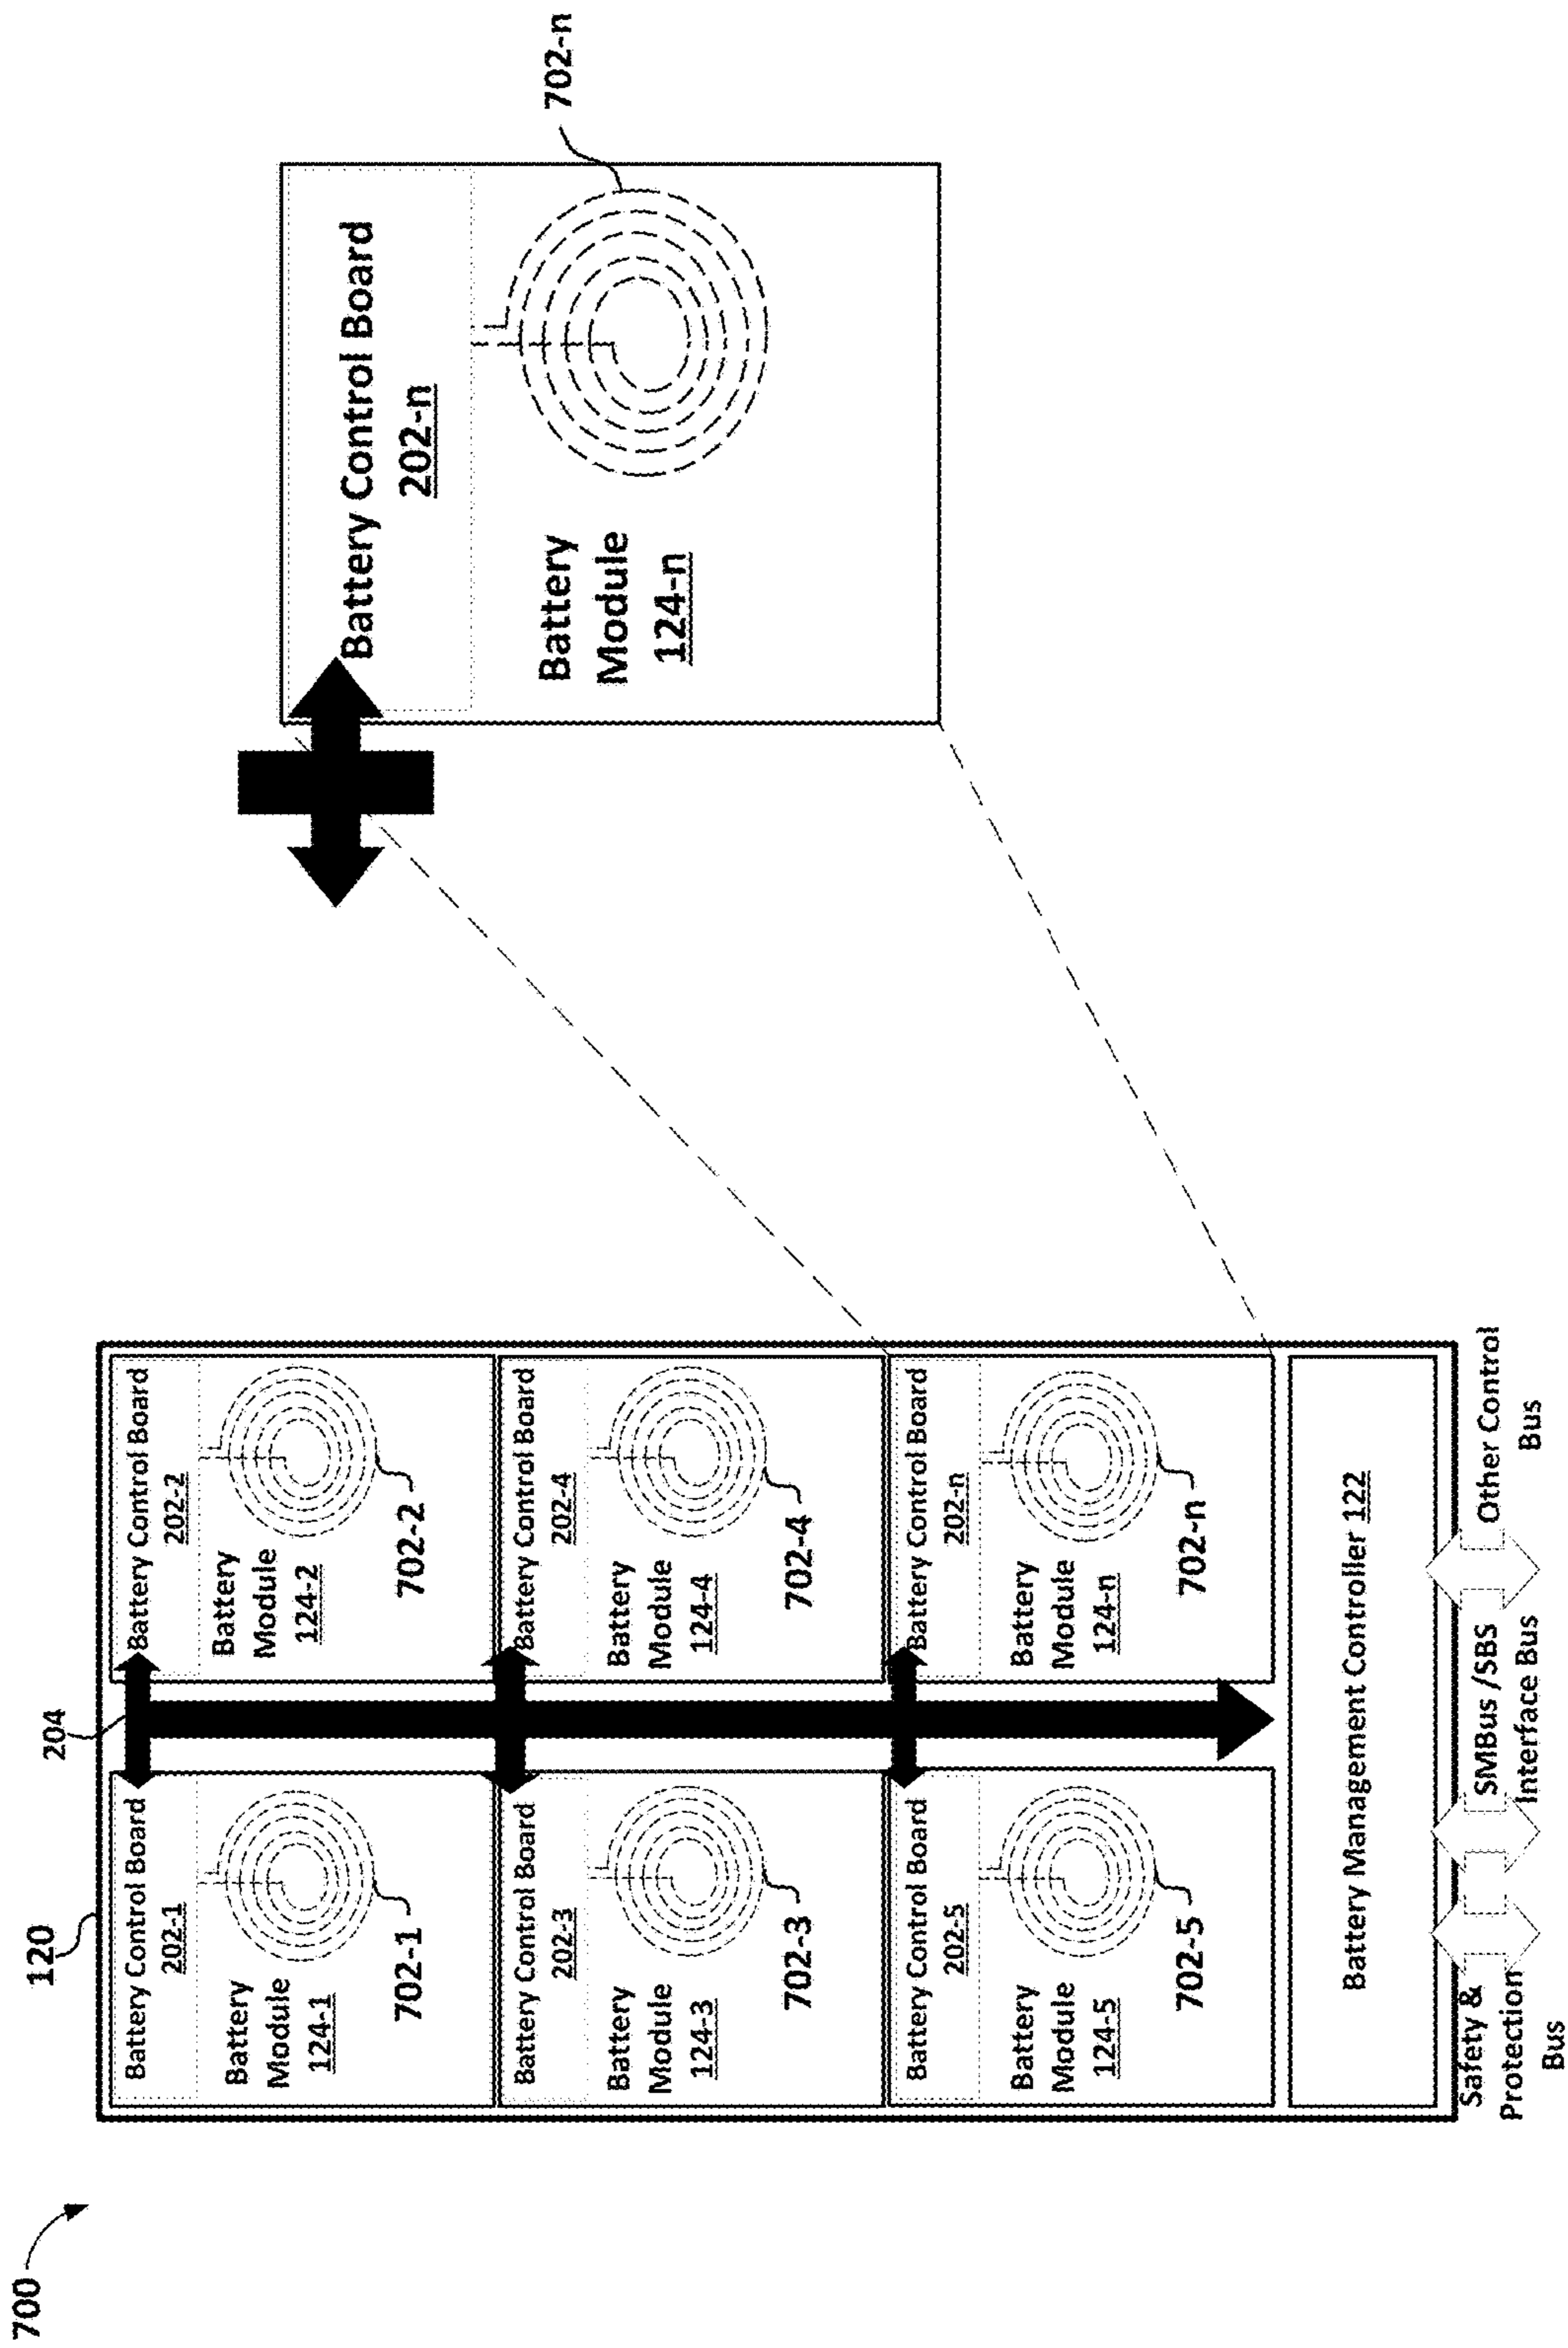 700
120
204
Battery Control Board
202-1
Battery
Module
124-1
702-1
Battery Control Board
202-2
Battery
Module
124-2
702-2
Battery Control Board
202-3
Battery
Module
124-3
702-3
Battery Control Board
202-4
Battery
Module
124-4
702-4
Battery Control Board
202-5
Battery
Module
124-5
702-5
Battery Control Board
202-n
Battery
Module
124-n
702-n
Battery Management Controller 122
Safety &
Protection
Bus
SMBus /SBS
Interface Bus
Other Control
Bus
Battery Control Board
202-n
Battery
Module
124-n
702-n